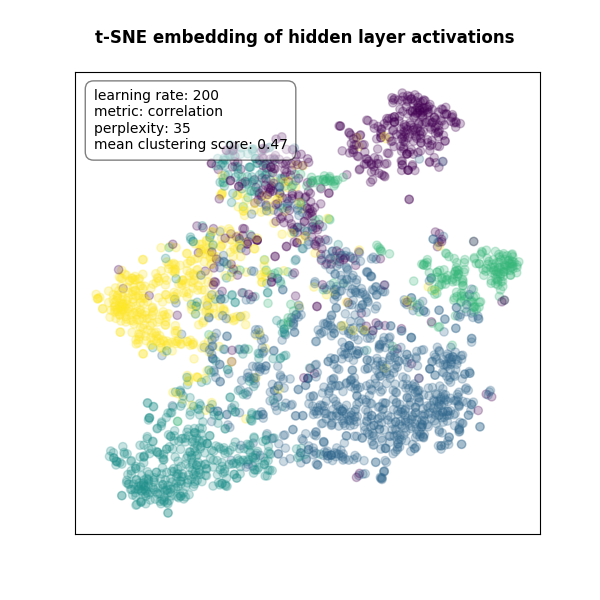 t-SNE embedding of hidden layer activations
learning rate: 200
metric: correlation
perplexity: 35
mean clustering score: 0.47